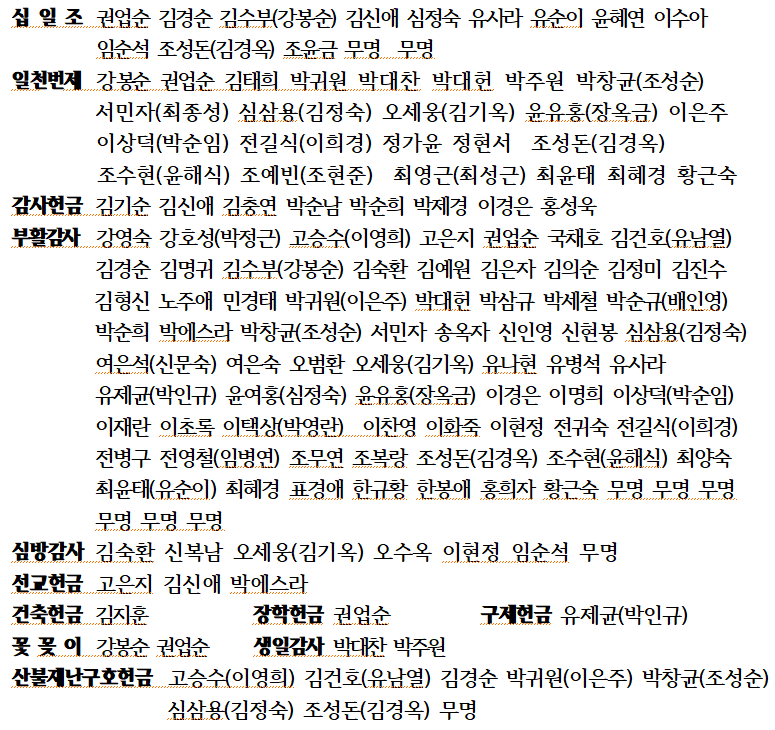 십 일 조 권업순 김경순 김수부(강봉순) 김신애 심정숙 유사라 유순이 윤혜연 이수아
임순석 조성돈(김경옥) 조윤금 무명 무명
일천번제 강봉순 권업순 김태희 박귀원 박대찬 박대헌 박주원 박창균(조성순)
서민자(최종성) 심삼용(김정숙) 오세웅(김기옥) 윤유홍(장옥금) 이은주
이상덕(박순임) 전길식(이희경) 정가윤 정현서 조성돈(김경옥)
조수현(윤해식) 조예빈(조현준) 최영근(최성근) 최윤태 최혜경 황근숙
감사헌금 김기순 김신애 김충연 박순남 박순희 박제경 이경은 홍성욱
부활감사 강영숙 강호성(박정근) 고승수(이영희) 고은지 권업순 국채호 김건호(유남열)
김경순 김명귀 김수부(강봉순) 김숙환 김예원 김은자 김의순 김정미 김진수
김형신 노주애 민경태 박귀원(이은주) 박대헌 박삼규 박세철 박순규(배인영)
박순희 박에스라 박창균(조성순) 서민자 송옥자 신인영 신현봉 심삼용(김정숙)
여은석(신문숙) 여은숙 오범환 오세웅(김기옥) 유나현 유병석 유사라
유제균(박인규) 윤여홍(심정숙) 윤유홍(장옥금) 이경은 이명희 이상덕(박순임)
이재란 이초록 이택상(박영란) 이찬영 이화죽 이현정 전귀숙 전길식(이희경)
전병구 전영철(임병연) 조무연 조복랑 조성돈(김경옥) 조수현(윤해식) 최양숙
최윤태(유순이) 최혜경 표경애 한규황 한봉애 홍희자 황근숙 무명 무명 무명
무명 무명 무명
심방감사 김숙환 신복남 오세웅(김기옥) 오수옥 이현정 임순석 무명
선교헌금 고은지 김신애 박에스라
건축헌금 김지훈 장학헌금 권업순 구제헌금 유제균(박인규)
꽃 꽂 이 강봉순 권업순 생일감사 박대찬 박주원
산불재난구호헌금 고승수(이영희) 김건호(유남열) 김경순 박귀원(이은주) 박창균(조성순)
심삼용(김정숙) 조성돈(김경옥) 무명